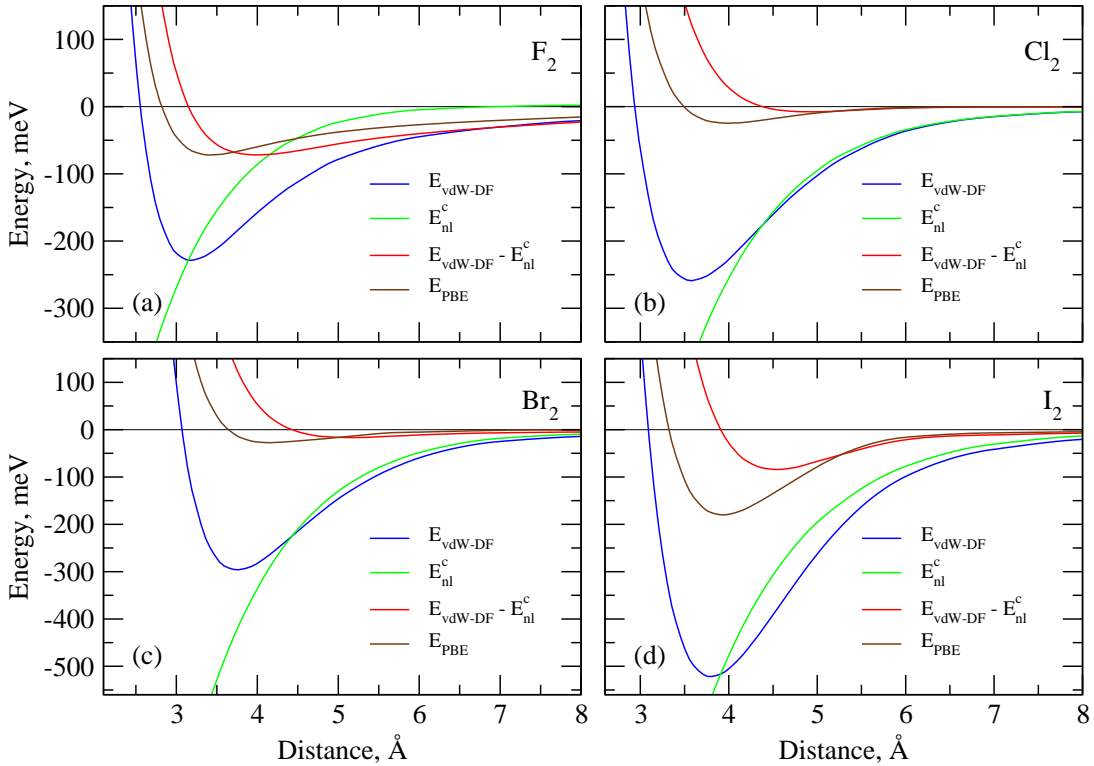 100
0
-100
-200
-300
Energy, meV
F₂
E_vdW-DF
E^c_nl
E_vdW-DF - E^c_nl
E_PBE
(a)
Cl₂
E_vdW-DF
E^c_nl
E_vdW-DF - E^c_nl
E_PBE
(b)
100
0
-100
-200
-300
-400
-500
Energy, meV
Br₂
E_vdW-DF
E^c_nl
E_vdW-DF - E^c_nl
E_PBE
(c)
3 4 5 6 7 8
Distance, Å
I₂
E_vdW-DF
E^c_nl
E_vdW-DF - E^c_nl
E_PBE
(d)
3 4 5 6 7 8
Distance, Å